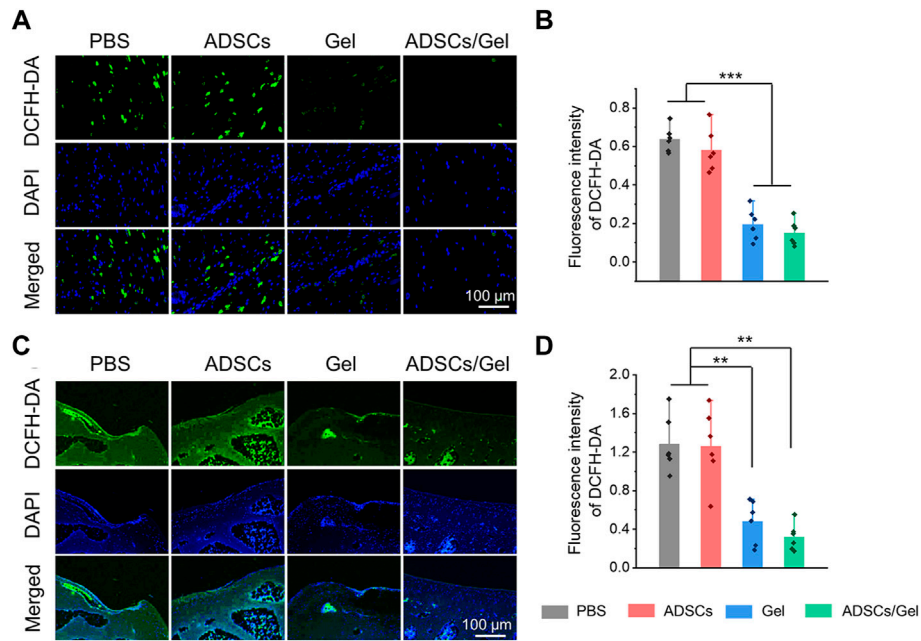 A
PBS
ADSCs
Gel
ADSCs/Gel
DCFH-DA
DAPI
Merged
100 μm
B
Fluorescence intensity
of DCFH-DA
0.8
0.6
0.4
0.2
0.0
***
C
PBS
ADSCs
Gel
ADSCs/Gel
DCFH-DA
DAPI
Merged
100 μm
D
Fluorescence intensity
of DCFH-DA
2.0
1.6
1.2
0.8
0.4
0.0
**
**
PBS
ADSCs
Gel
ADSCs/Gel